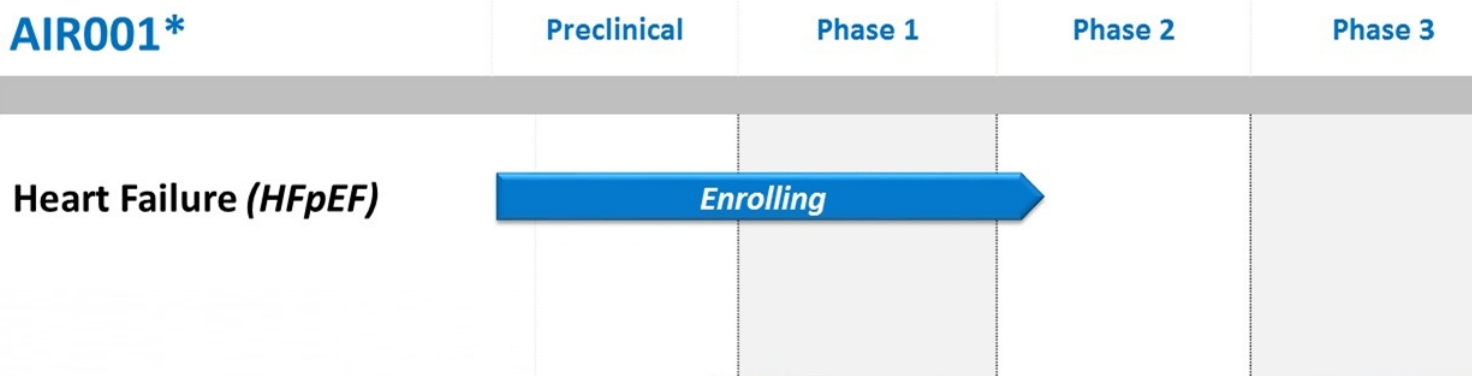 AIR001* Preclinical Phase 1 Phase 2 Phase 3
Heart Failure (HFpEF) Enrolling